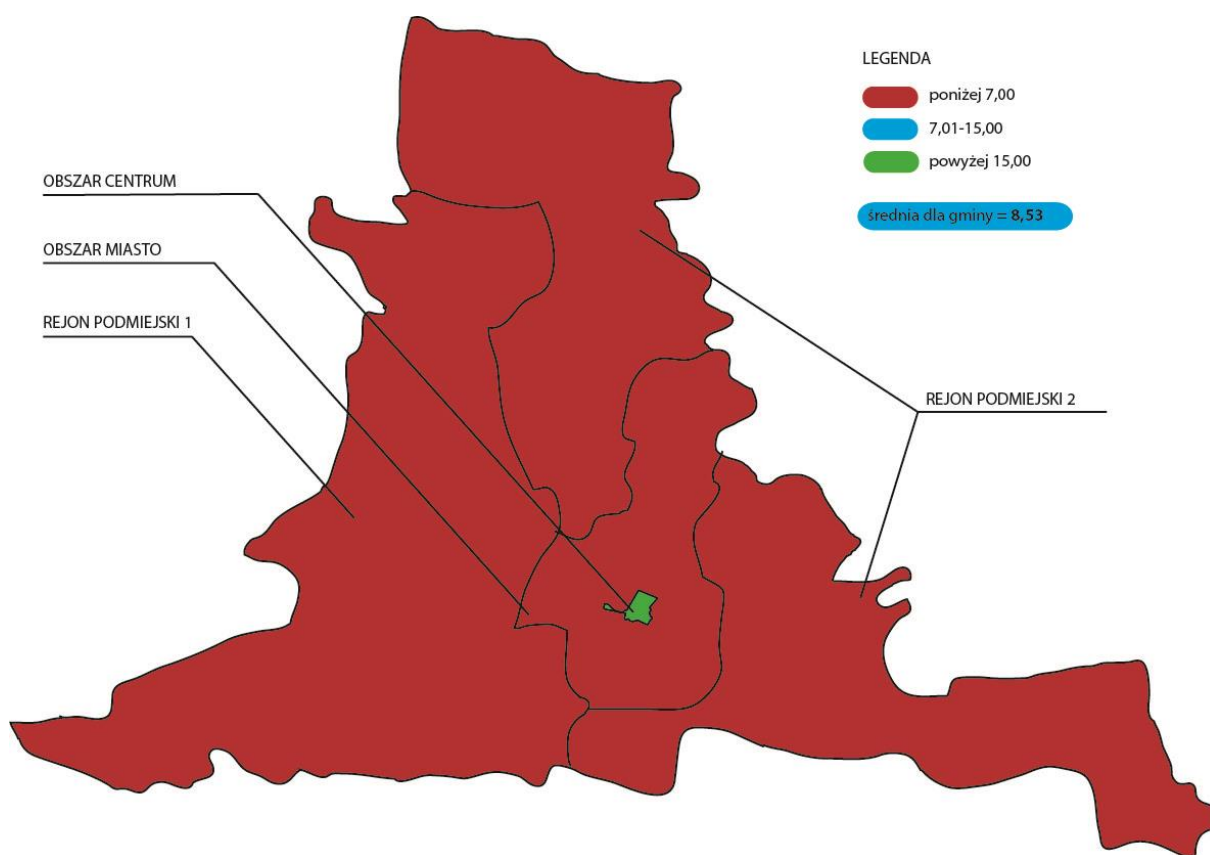 LEGENDA
poniżej 7,00
7,01-15,00
powyżej 15,00
średnia dla gminy = 8,53
OBSZAR CENTRUM
OBSZAR MIASTO
REJON PODMIEJSKI 1
REJON PODMIEJSKI 2